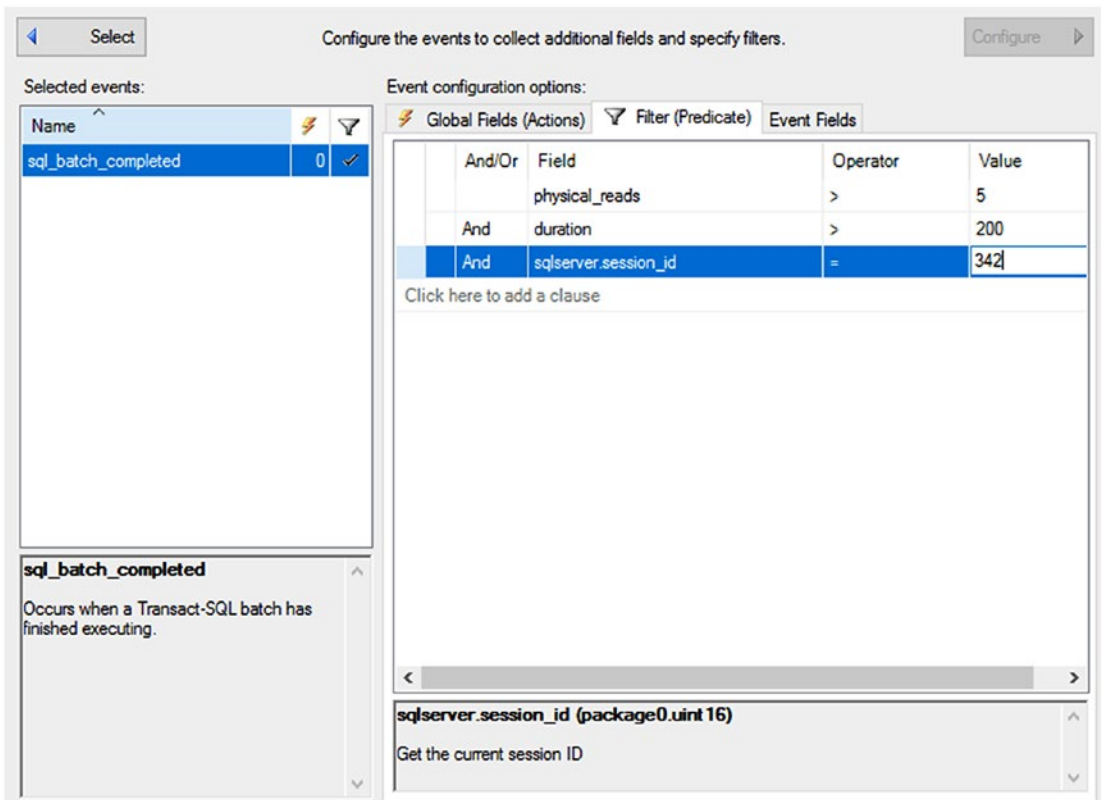 Select
Configure the events to collect additional fields and specify filters.
Configure
Selected events:
Name
sql_batch_completed 0
sql_batch_completed
Occurs when a Transact-SQL batch has
finished executing.
Event configuration options:
Global Fields (Actions) Filter (Predicate) Event Fields
And/Or Field Operator Value
physical_reads > 5
And duration > 200
And sqlserver.session_id = 342
Click here to add a clause
sqlserver.session_id (package0.uint16)
Get the current session ID